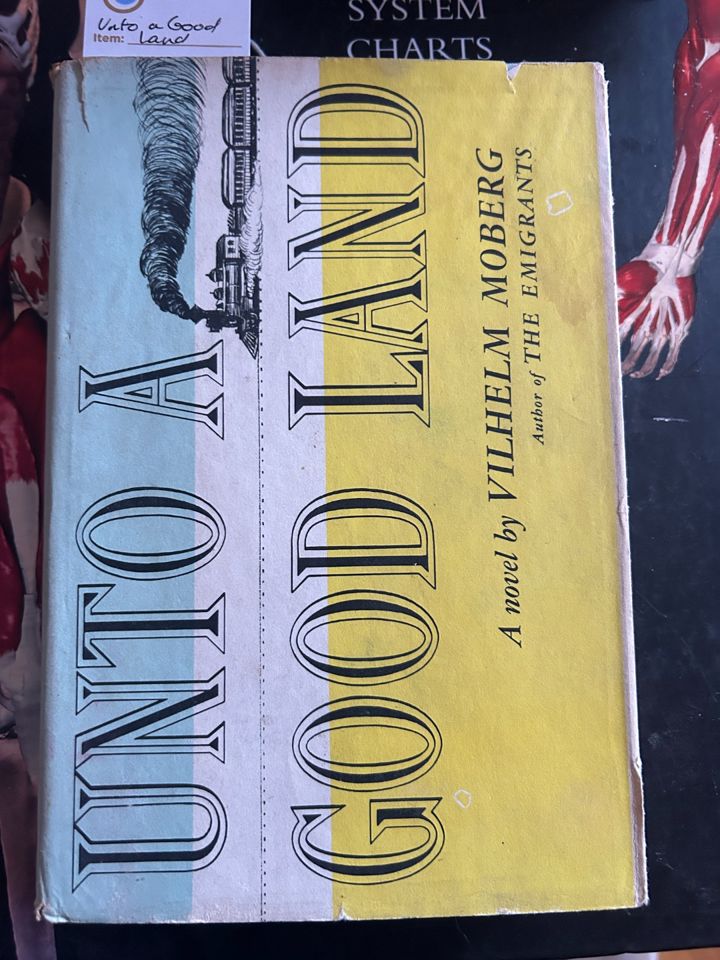 SYSTEM
CHARTS
Unto a Good
Item: Land
UNTO A
GOOD LAND
A novel by VILHELM MOBERG
Author of THE EMIGRANTS